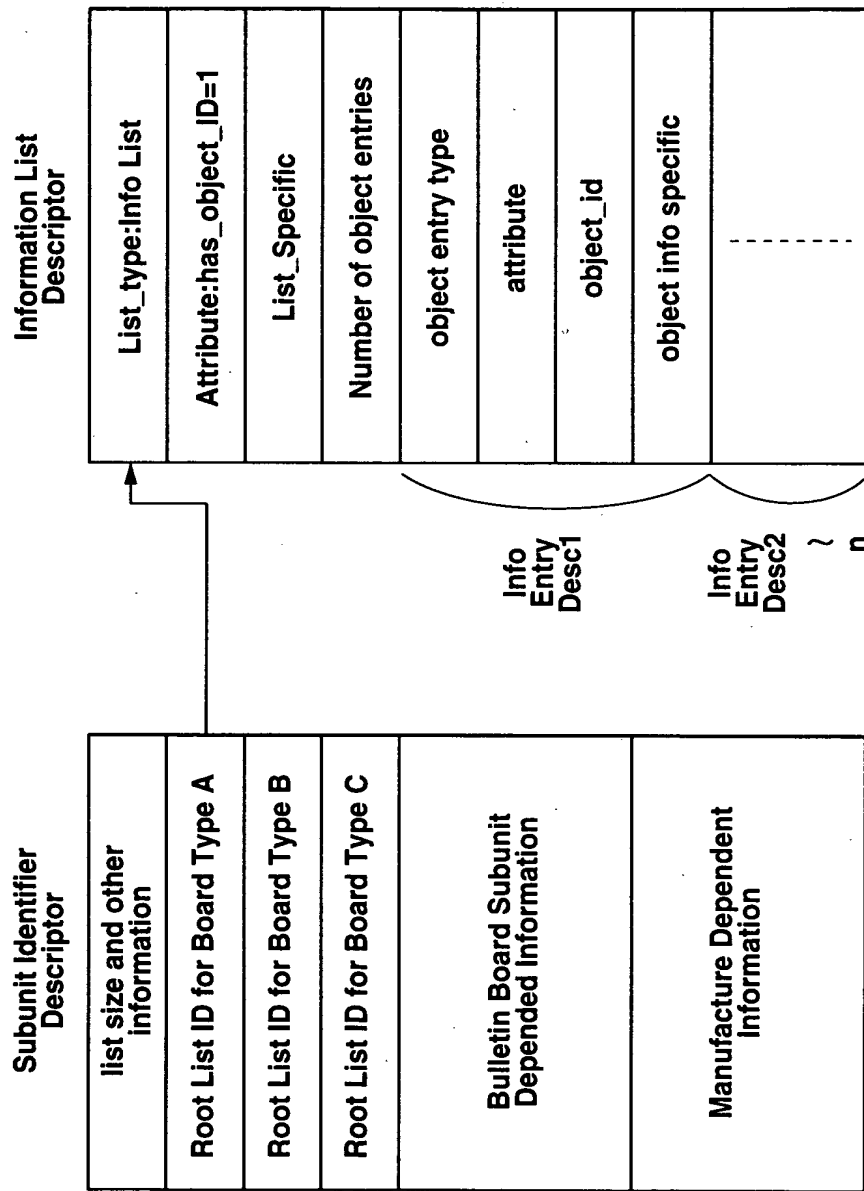 Subunit Identifier
Descriptor
list size and other
information
Root List ID for Board Type A
Root List ID for Board Type B
Root List ID for Board Type C
Bulletin Board Subunit
Depended Information
Manufacture Dependent
Information
Information List
Descriptor
List_type:Info List
Attribute:has_object_ID=1
List_Specific
Number of object entries
object entry type
attribute
object_id
object info specific
Info
Entry
Desc1
Info
Entry
Desc2
~
n